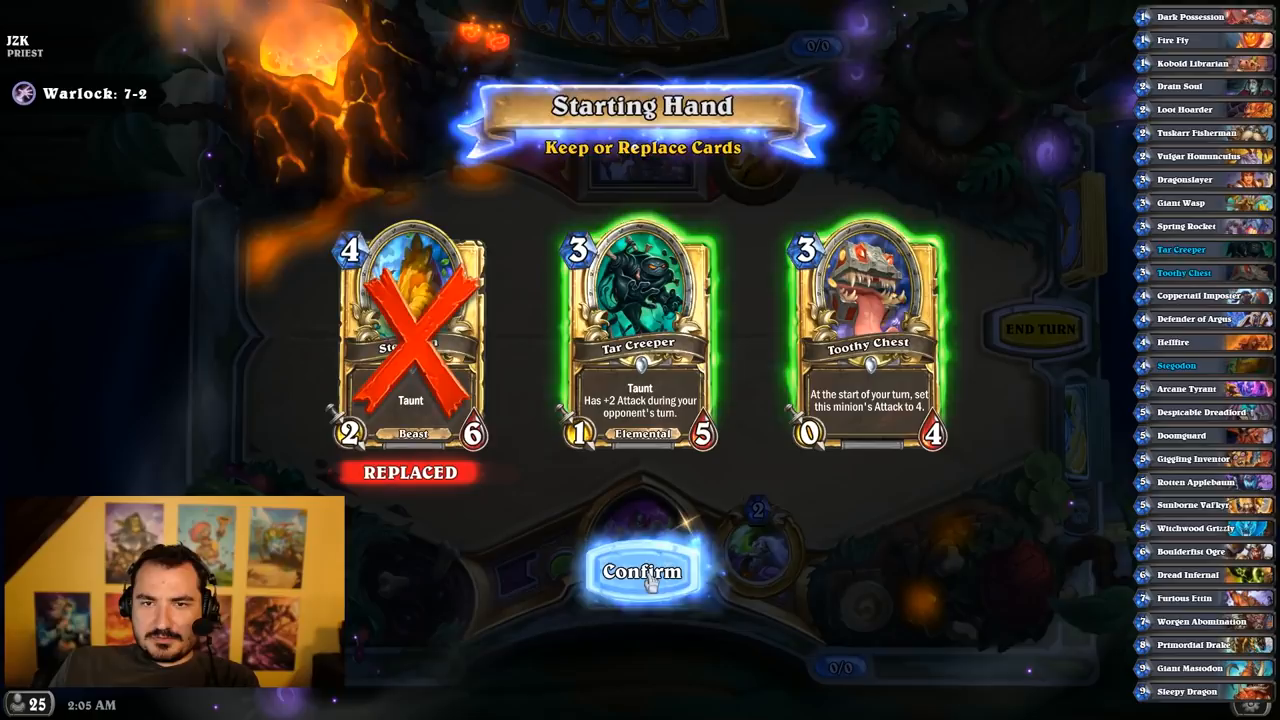 JZK
PRIEST
Warlock: 7-2
0/0
Starting Hand
Keep or Replace Cards
4
Taunt
2
Beast
6
REPLACED
3
Tar Creeper
Taunt
Has +2 Attack during your
opponent's turn.
1
Elemental
5
3
Toothy Chest
At the start of your turn, set
this minion's Attack to 4.
0
4
END TURN
2
Confirm
0/0
25
2:05 AM
1 Dark Possession
1 Fire Fly
1 Kobold Librarian
2 Drain Soul
2 Loot Hoarder
2 Tuskarr Fisherman
2 Vulgar Homunculus
3 Dragonslayer
3 Giant Wasp
3 Spring Rocket
3 Tar Creeper
3 Toothy Chest
4 Coppertail Imposter
4 Defender of Argus
4 Hellfire
4 Stegodon
5 Arcane Tyrant
5 Despicable Dreadlord
5 Doomguard
5 Giggling Inventor
5 Rotten Applebaum
5 Sunborne Val'kyr
5 Witchwood Grizzly
6 Boulderfist Ogre
6 Dread Infernal
7 Furious Ettin
7 Worgen Abomination
8 Primordial Drake
9 Giant Mastodon
9 Sleepy Dragon